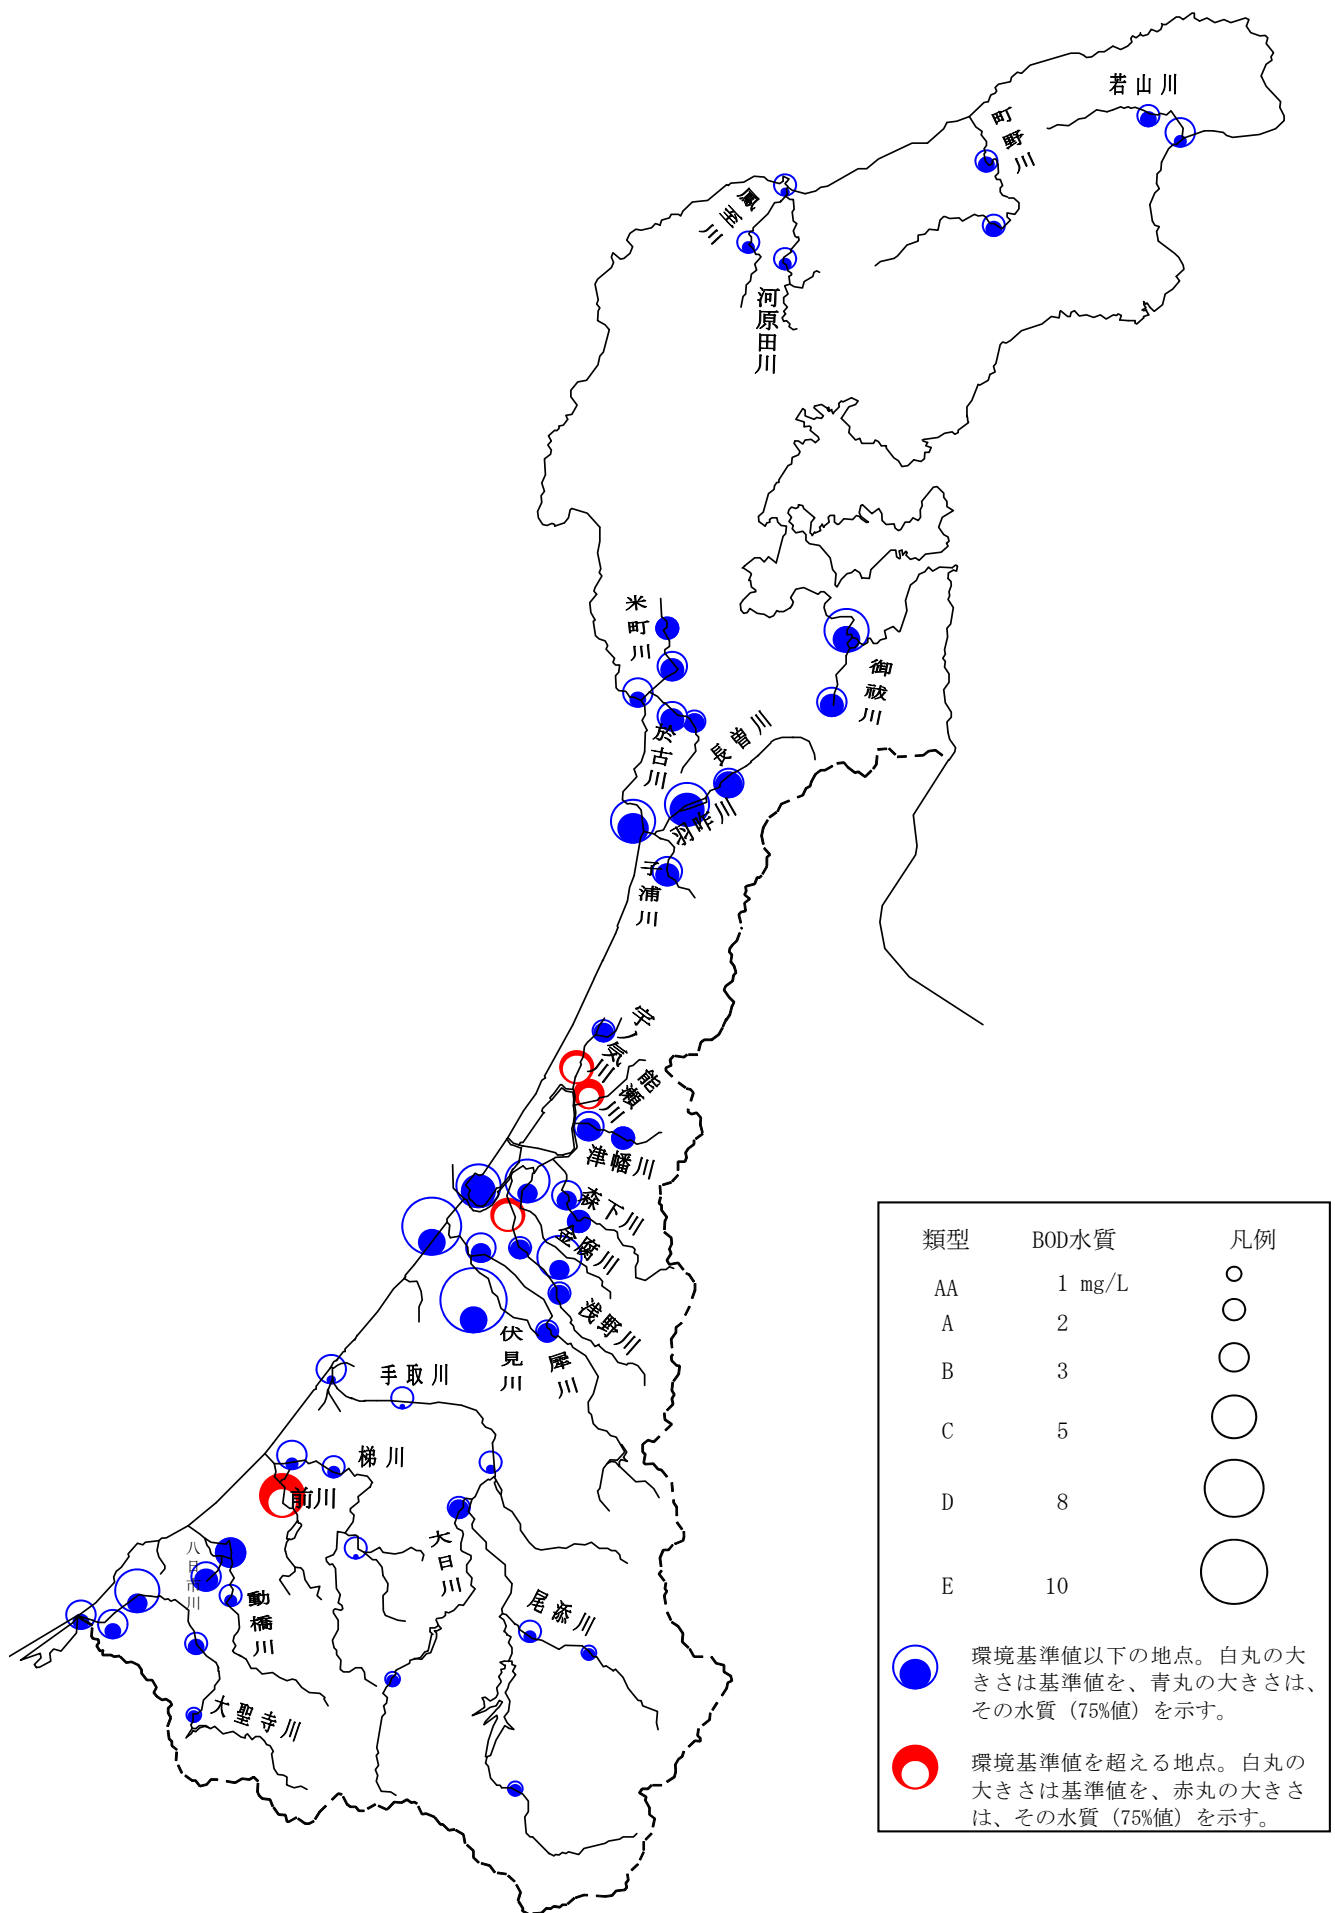 若山川
町野川
鳳至川
河原田川
米町川
御祓川
於古川
長曽川
羽咋川
子浦川
宇ノ気川
能瀬川
津幡川
森下川
金腐川
浅野川
犀川
伏見川
手取川
梯川
前川
大日川
尾添川
八日市川
動橋川
大聖寺川
類型 BOD水質 凡例
AA 1 mg/L
A 2
B 3
C 5
D 8
E 10
環境基準値以下の地点。白丸の大
きさは基準値を、青丸の大きさは、
その水質（75%値）を示す。
環境基準値を超える地点。白丸の
大きさは基準値を、赤丸の大きさ
は、その水質（75%値）を示す。